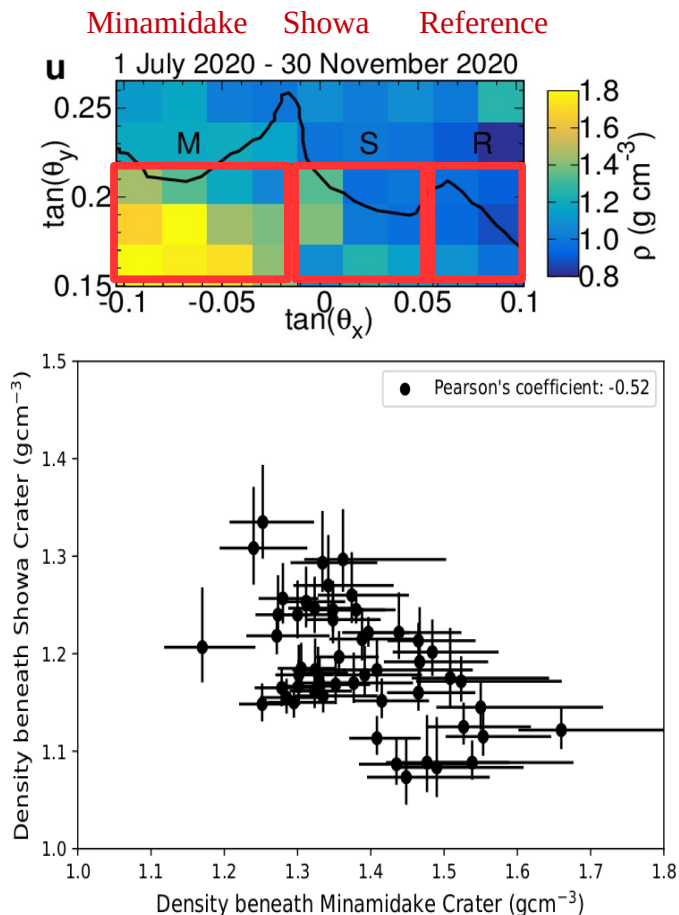 Minamidake Showa Reference
u 1 July 2020 - 30 November 2020
0.25
0.2
0.15
tan(θy)
M S R
-0.1 -0.05 0 0.05 0.1
tan(θx)
1.8
1.6
1.4
1.2
1.0
0.8
ρ (g cm⁻³)
1.5
1.4
1.3
1.2
1.1
1.0
Density beneath Showa Crater (gcm⁻³)
Pearson's coefficient: -0.52
1.0 1.1 1.2 1.3 1.4 1.5 1.6 1.7 1.8
Density beneath Minamidake Crater (gcm⁻³)